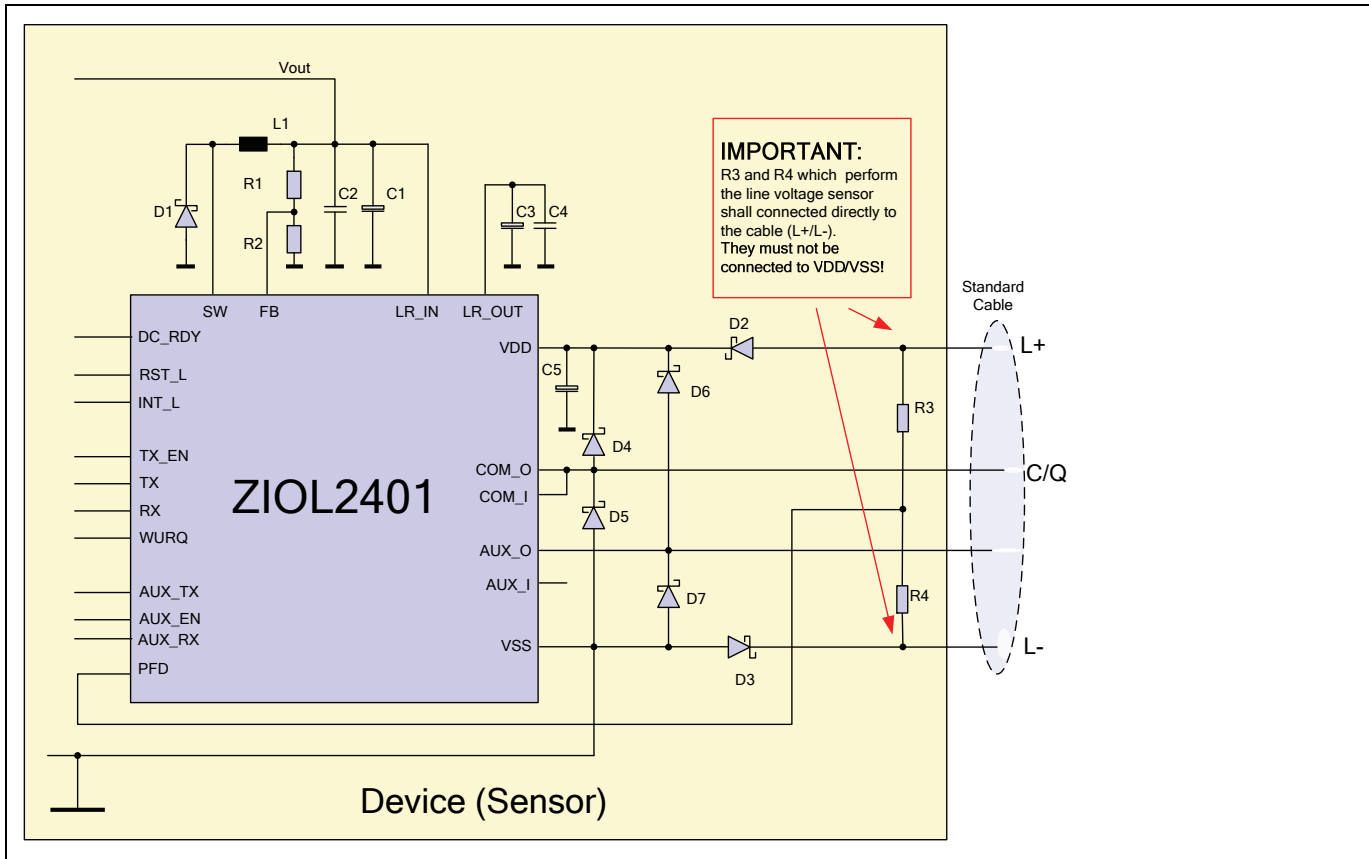 Vout
L1
R1
C2
C1
D1
R2
C3
C4
IMPORTANT:
R3 and R4 which perform
the line voltage sensor
shall connected directly to
the cable (L+/L-).
They must not be
connected to VDD/VSS!
Standard
Cable
SW
FB
LR_IN
LR_OUT
DC_RDY
RST_L
INT_L
TX_EN
TX
RX
WURQ
AUX_TX
AUX_EN
AUX_RX
PFD
ZIOL2401
VDD
COM_O
COM_I
AUX_O
AUX_I
VSS
C5
D2
D6
D4
D5
D7
D3
R3
R4
L+
C/Q
L-
Device (Sensor)